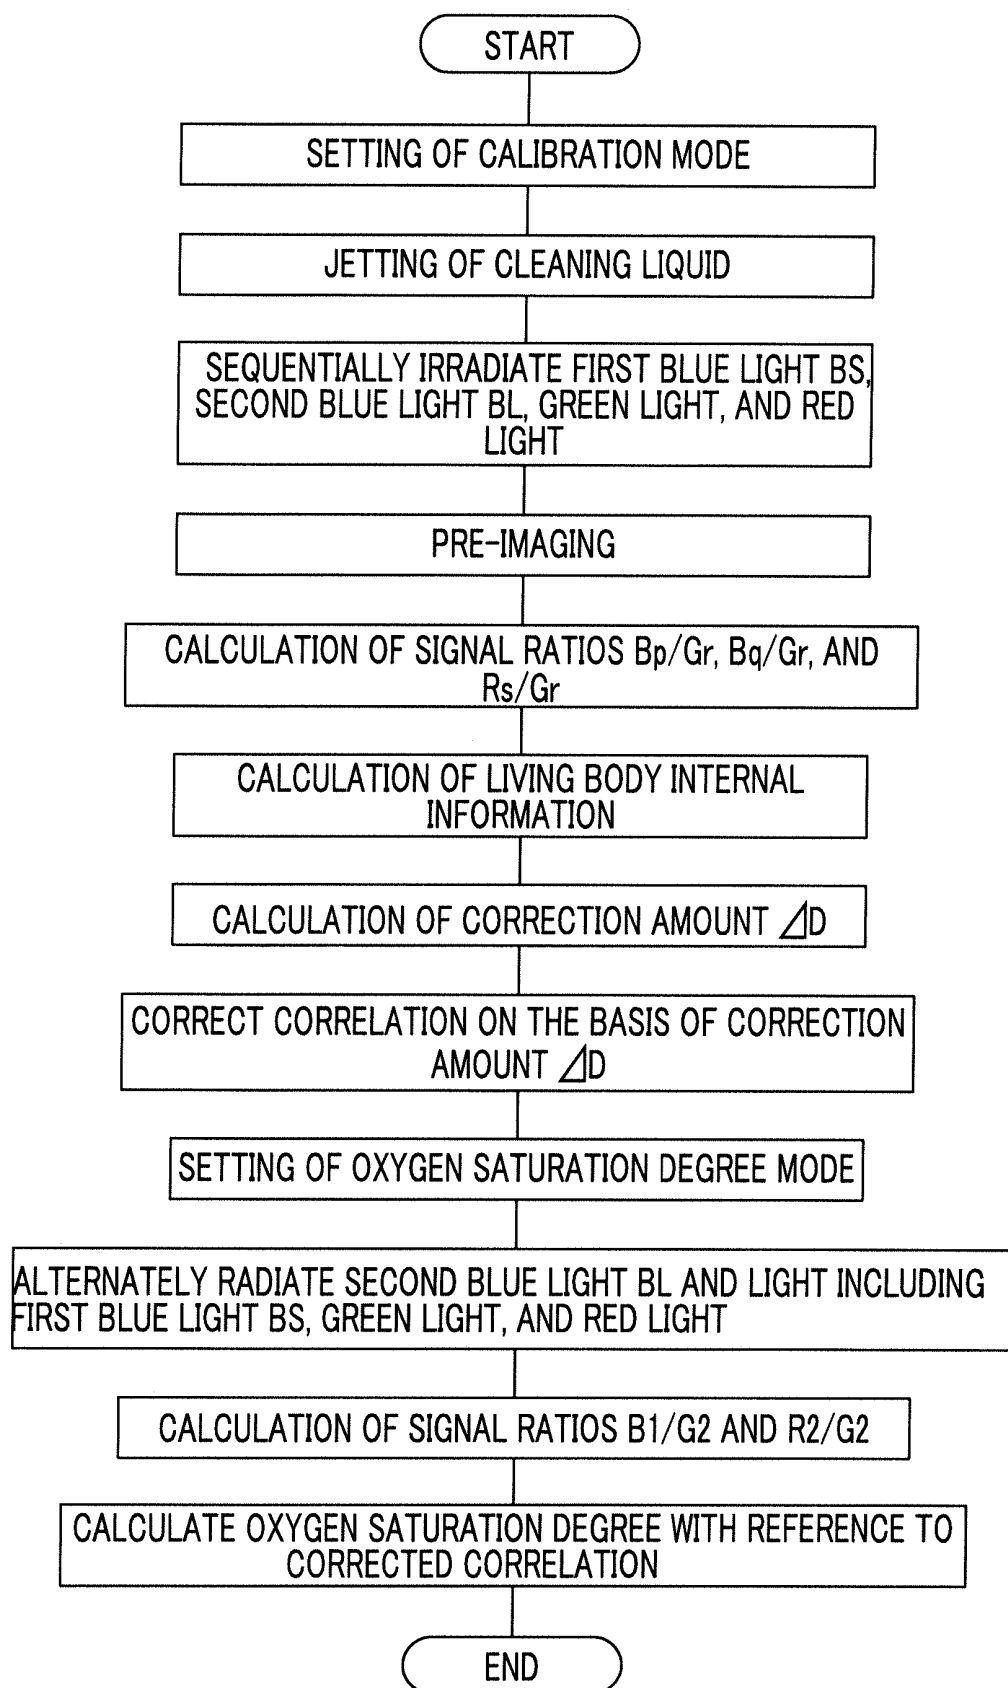 START
SETTING OF CALIBRATION MODE
JETTING OF CLEANING LIQUID
SEQUENTIALLY IRRADIATE FIRST BLUE LIGHT BS,
SECOND BLUE LIGHT BL, GREEN LIGHT, AND RED
LIGHT
PRE-IMAGING
CALCULATION OF SIGNAL RATIOS Bp/Gr, Bq/Gr, AND
Rs/Gr
CALCULATION OF LIVING BODY INTERNAL
INFORMATION
CALCULATION OF CORRECTION AMOUNT ⊿D
CORRECT CORRELATION ON THE BASIS OF CORRECTION
AMOUNT ⊿D
SETTING OF OXYGEN SATURATION DEGREE MODE
ALTERNATELY RADIATE SECOND BLUE LIGHT BL AND LIGHT INCLUDING
FIRST BLUE LIGHT BS, GREEN LIGHT, AND RED LIGHT
CALCULATION OF SIGNAL RATIOS B1/G2 AND R2/G2
CALCULATE OXYGEN SATURATION DEGREE WITH REFERENCE TO
CORRECTED CORRELATION
END